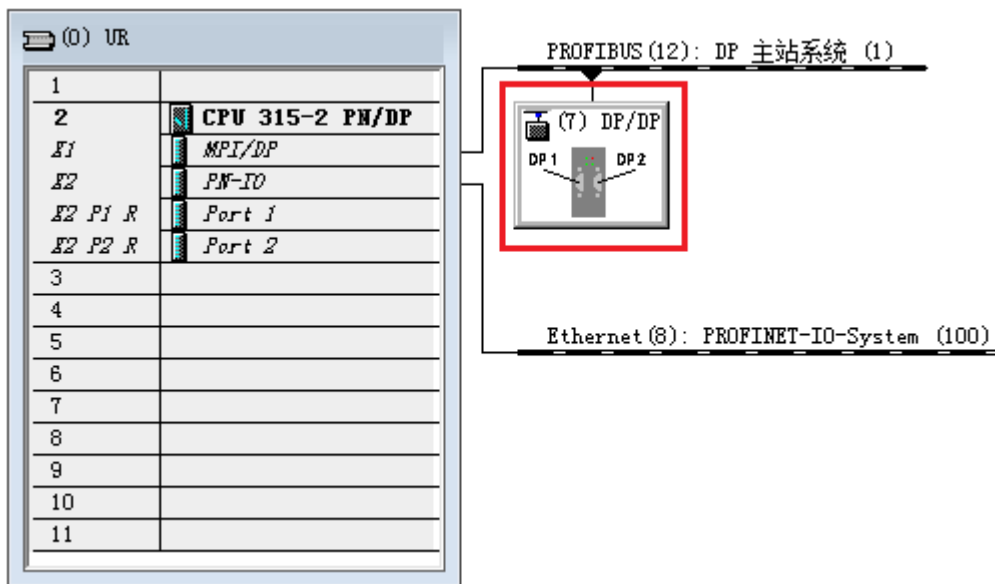 (0) UR
1
2 CPU 315-2 PN/DP
X1 MPI/DP
X2 PN-IO
X2 P1 R Port 1
X2 P2 R Port 2
3
4
5
6
7
8
9
10
11
PROFIBUS(12): DP 主站系统 (1)
(7) DP/DP
DP1 DP2
Ethernet(8): PROFINET-IO-System (100)